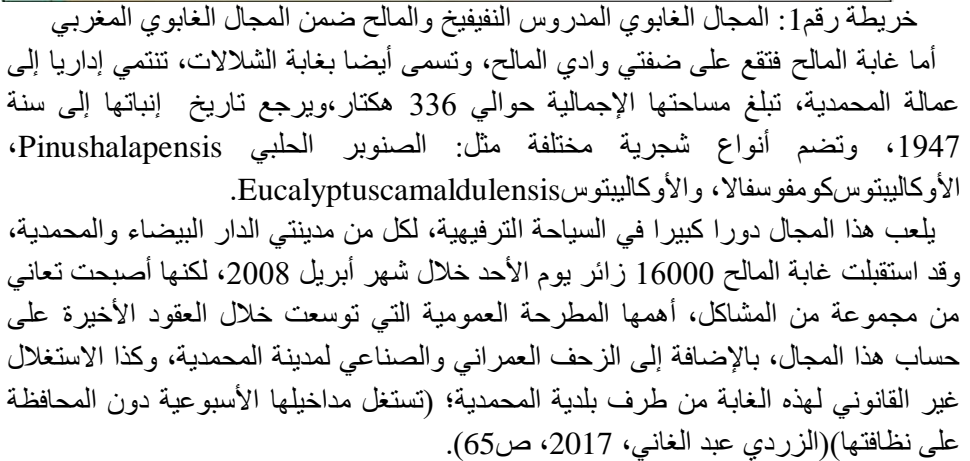 خريطة رقم1: المجال الغابوي المدروس النفيفيخ والمالح ضمن المجال الغابوي المغربي
أما غابة المالح فتقع على ضفتي وادي المالح، وتسمى أيضا بغابة الشلالات، تنتمي إداريا إلى
عمالة المحمدية، تبلغ مساحتها الإجمالية حوالي 336 هكتار،ويرجع تاريخ إنباتها إلى سنة
1947، وتضم أنواع شجرية مختلفة مثل: الصنوبر الحلبي Pinushalapensis،
الأوكاليبتوسكومفوسفالا، والأوكاليبتوسEucalyptuscamaldulensis.
يلعب هذا المجال دورا كبيرا في السياحة الترفيهية، لكل من مدينتي الدار البيضاء والمحمدية،
وقد استقبلت غابة المالح 16000 زائر يوم الأحد خلال شهر أبريل 2008، لكنها أصبحت تعاني
من مجموعة من المشاكل، أهمها المطرحة العمومية التي توسعت خلال العقود الأخيرة على
حساب هذا المجال، بالإضافة إلى الزحف العمراني والصناعي لمدينة المحمدية، وكذا الاستغلال
غير القانوني لهذه الغابة من طرف بلدية المحمدية؛ (تستغل مداخيلها الأسبوعية دون المحافظة
على نظافتها)(الزردي عبد الغاني، 2017، ص65).